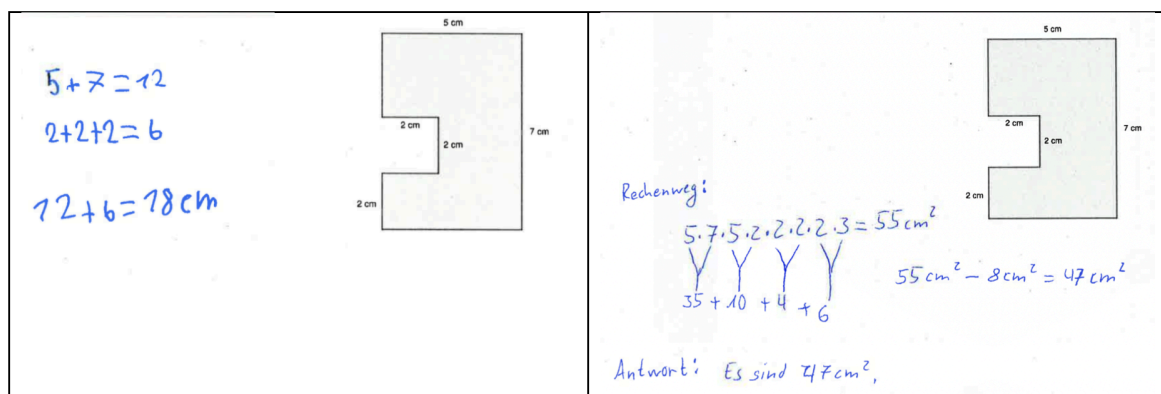 5+7=12
2+2+2=6
12+6=18cm
5 cm
2 cm
2 cm
7 cm
2 cm
5 cm
2 cm
2 cm
7 cm
2 cm
Rechenweg:
5·7·5·2·2·2·2·3=55cm²
35+10+4+6
55cm²-8cm²=47cm²
Antwort: Es sind 47cm².